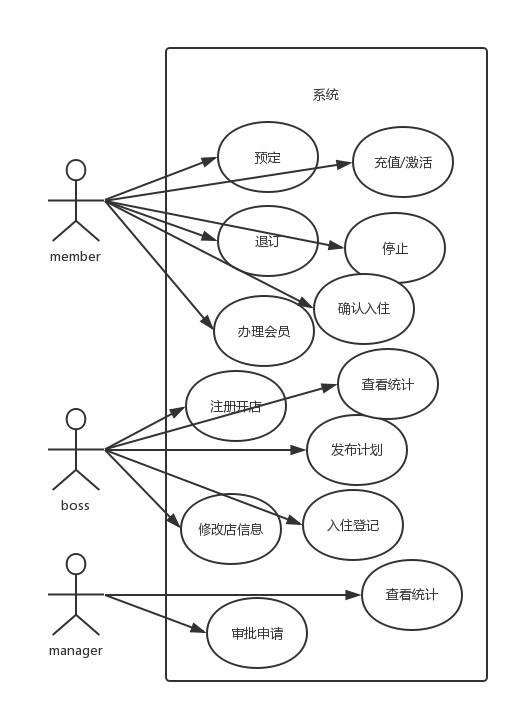 系统
预定
充值/激活
退订
停止
member
确认入住
办理会员
查看统计
注册开店
发布计划
boss
入住登记
修改店信息
查看统计
审批申请
manager